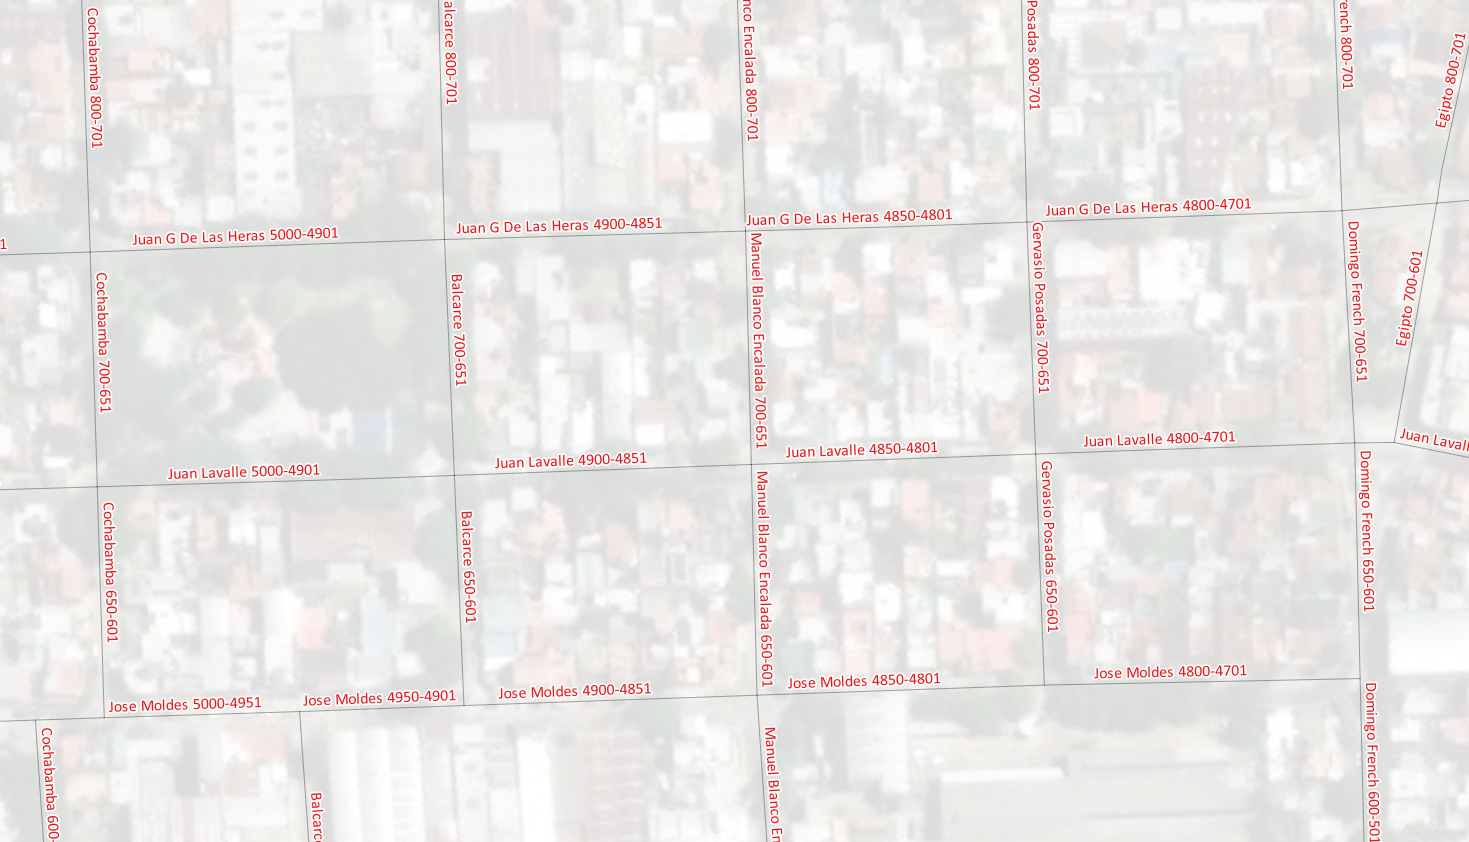 Cochabamba 800-701
alcarce 800-701
nco Encalada 800-701
Posadas 800-701
rench 800-701
Egipto 800-701
1
Juan G De Las Heras 5000-4901
Juan G De Las Heras 4900-4851
Juan G De Las Heras 4850-4801
Juan G De Las Heras 4800-4701
Cochabamba 700-651
Balcarce 700-651
Manuel Blanco Encalada 700-651
Gervasio Posadas 700-651
Domingo French 700-651
Egipto 700-601
Juan Lavalle 5000-4901
Juan Lavalle 4900-4851
Juan Lavalle 4850-4801
Juan Lavalle 4800-4701
Juan Lavall
Cochabamba 650-601
Balcarce 650-601
Manuel Blanco Encalada 650-601
Gervasio Posadas 650-601
Domingo French 650-601
Jose Moldes 5000-4951
Jose Moldes 4950-4901
Jose Moldes 4900-4851
Jose Moldes 4850-4801
Jose Moldes 4800-4701
Cochabamba 600-
Balcarc
Manuel Blanco En
Domingo French 600-501